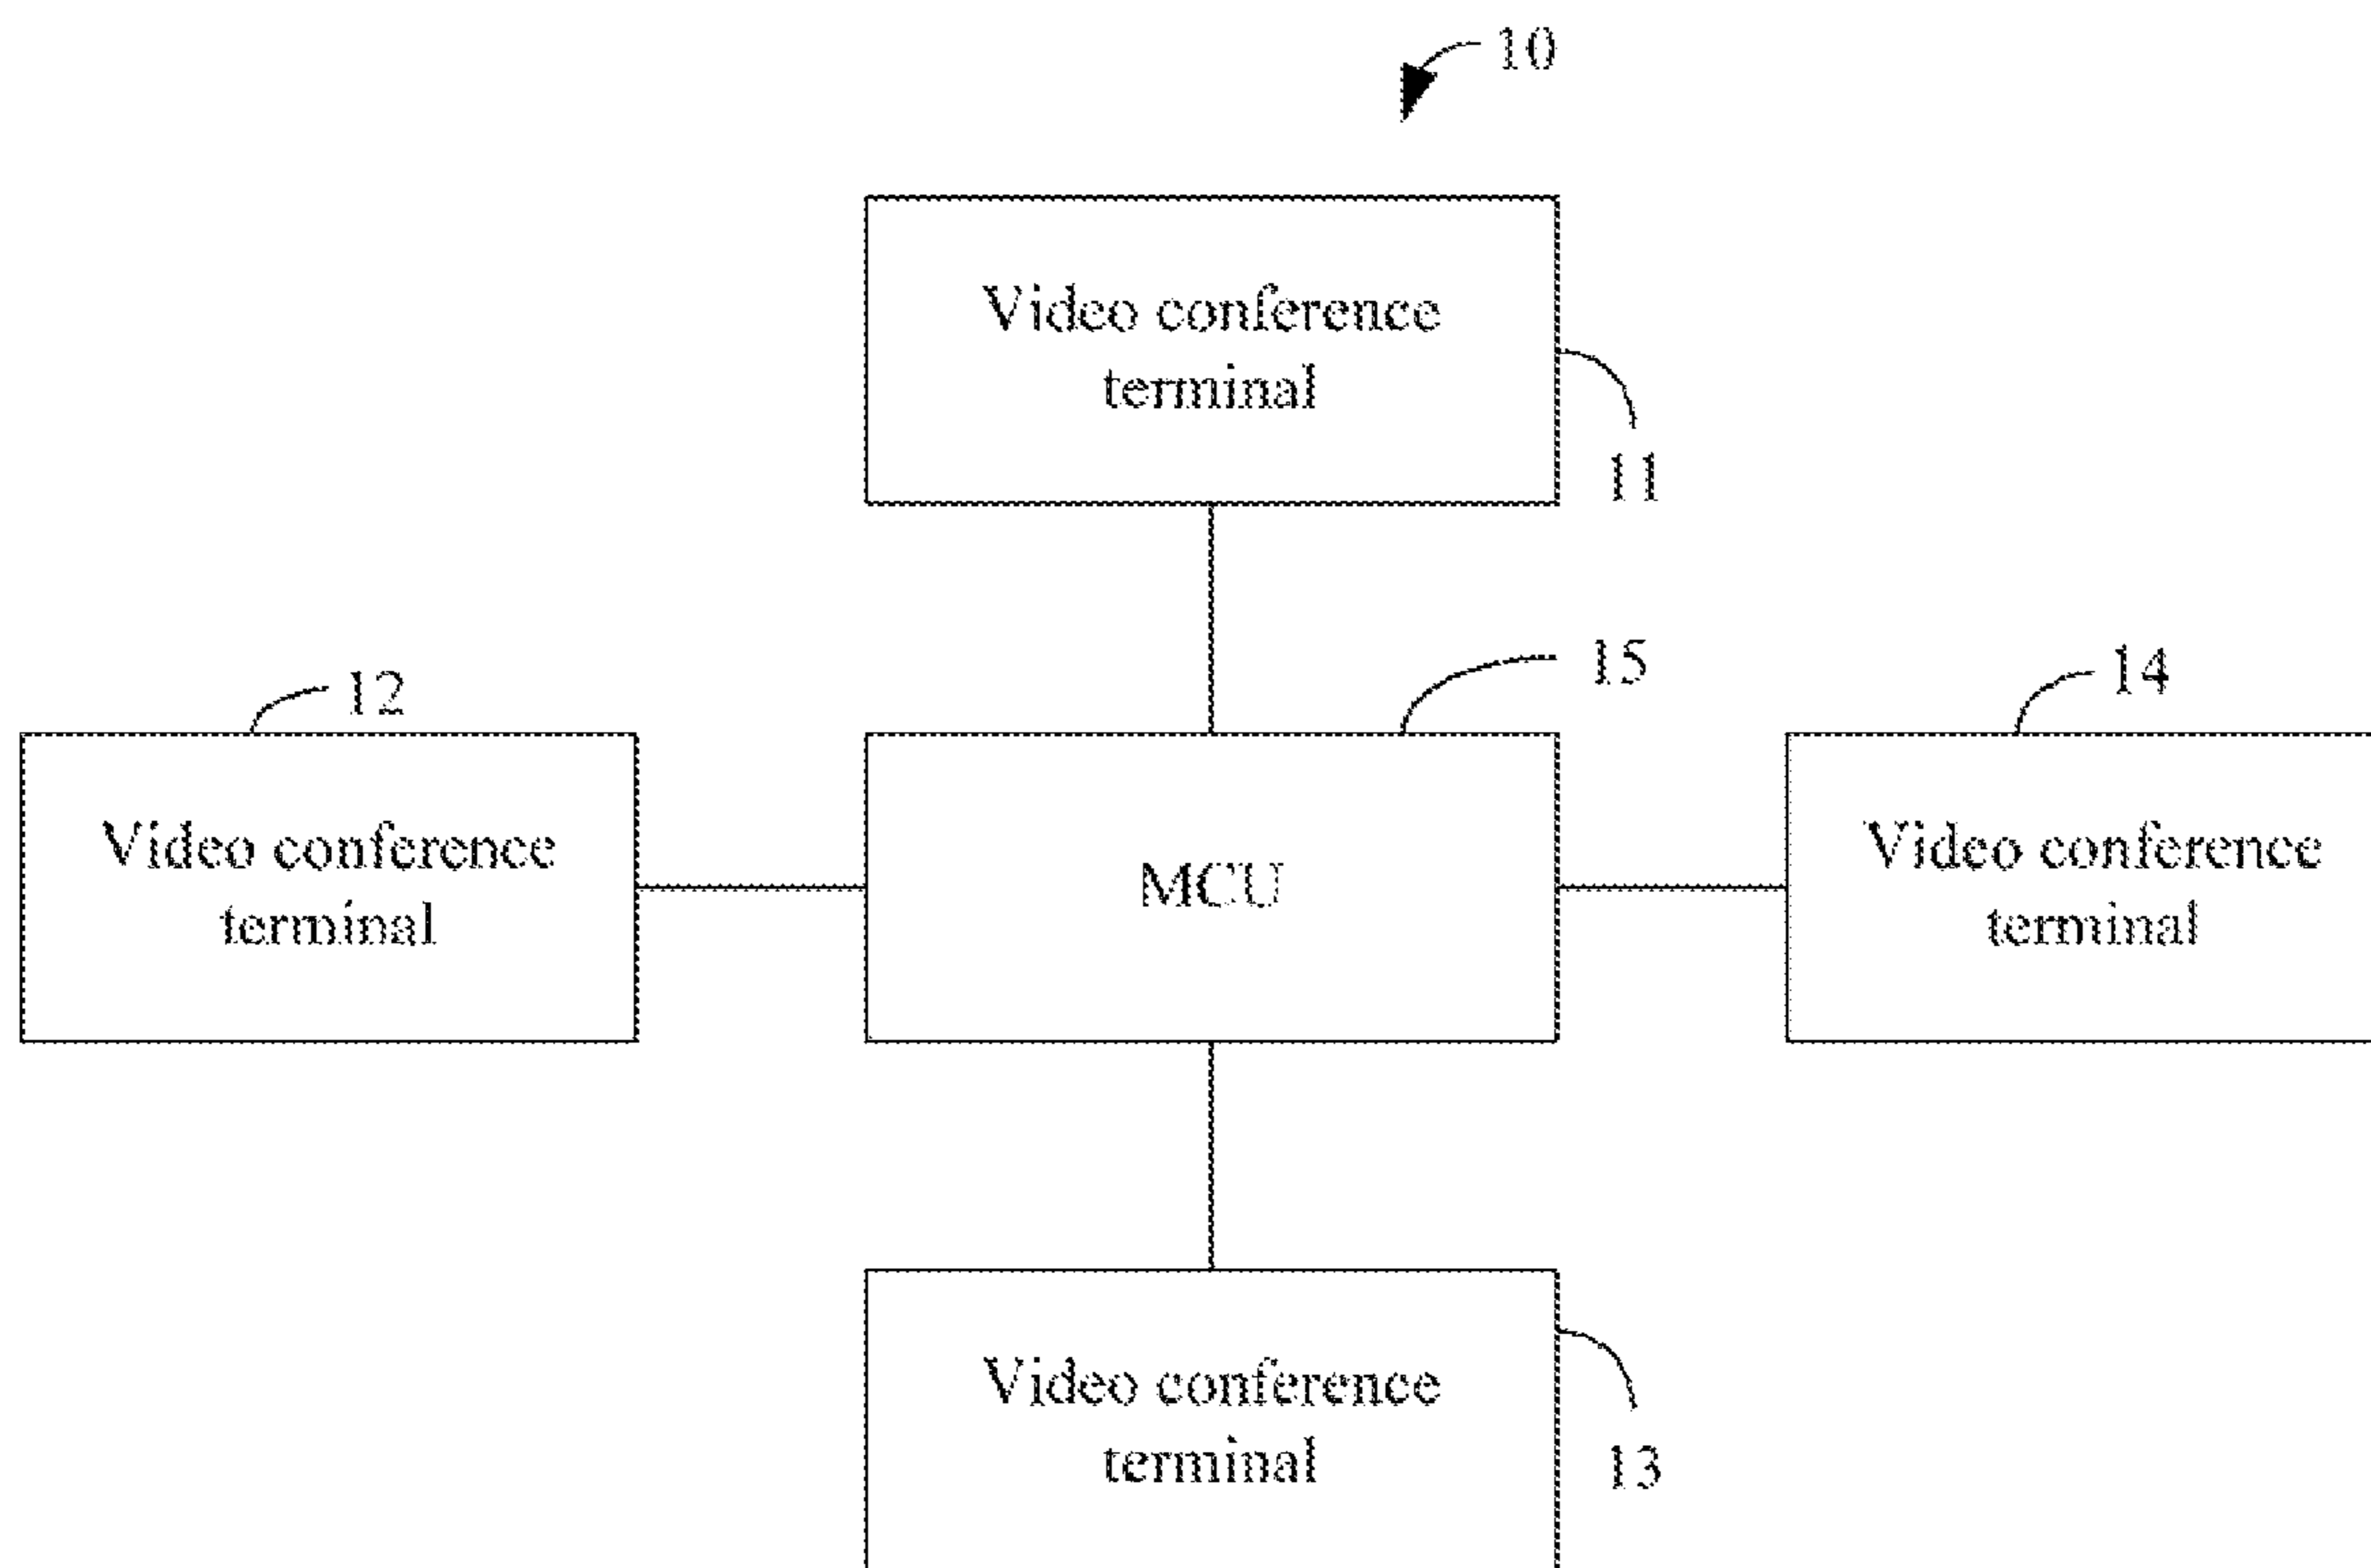 10
Video conference
terminal
11
15
12
14
Video conference
terminal
MCU
Video conference
terminal
Video conference
terminal
13